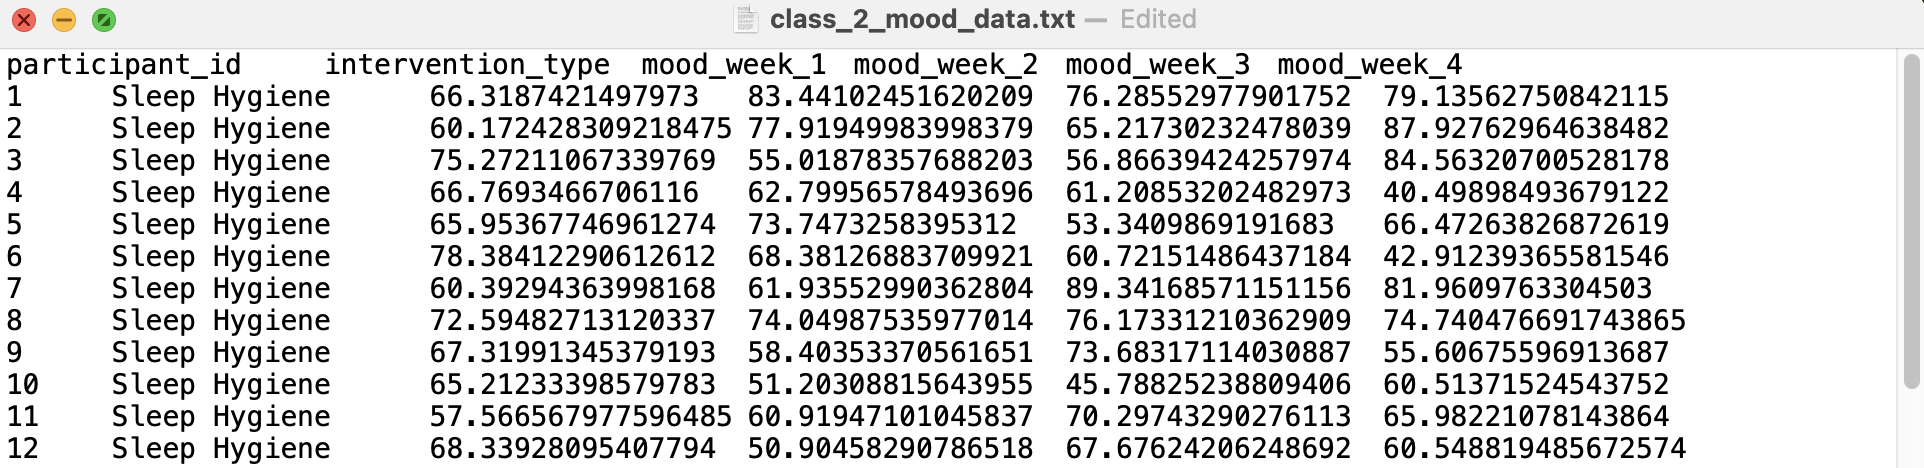 class_2_mood_data.txt — Edited
participant_id intervention_type mood_week_1 mood_week_2 mood_week_3 mood_week_4
1 Sleep Hygiene 66.3187421497973 83.44102451620209 76.28552977901752 79.13562750842115
2 Sleep Hygiene 60.172428309218475 77.91949983998379 65.21730232478039 87.92762964638482
3 Sleep Hygiene 75.27211067339769 55.01878357688203 56.86639424257974 84.56320700528178
4 Sleep Hygiene 66.7693466706116 62.79956578493696 61.20853202482973 40.49898493679122
5 Sleep Hygiene 65.95367746961274 73.7473258395312 53.3409869191683 66.47263826872619
6 Sleep Hygiene 78.38412290612612 68.38126883709921 60.72151486437184 42.91239365581546
7 Sleep Hygiene 60.39294363998168 61.93552990362804 89.34168571151156 81.9609763304503
8 Sleep Hygiene 72.59482713120337 74.04987535977014 76.17331210362909 74.740476691743865
9 Sleep Hygiene 67.31991345379193 58.40353370561651 73.68317114030887 55.60675596913687
10 Sleep Hygiene 65.21233398579783 51.20308815643955 45.78825238809406 60.51371524543752
11 Sleep Hygiene 57.566567977596485 60.91947101045837 70.29743290276113 65.98221078143864
12 Sleep Hygiene 68.33928095407794 50.90458290786518 67.67624206248692 60.548819485672574